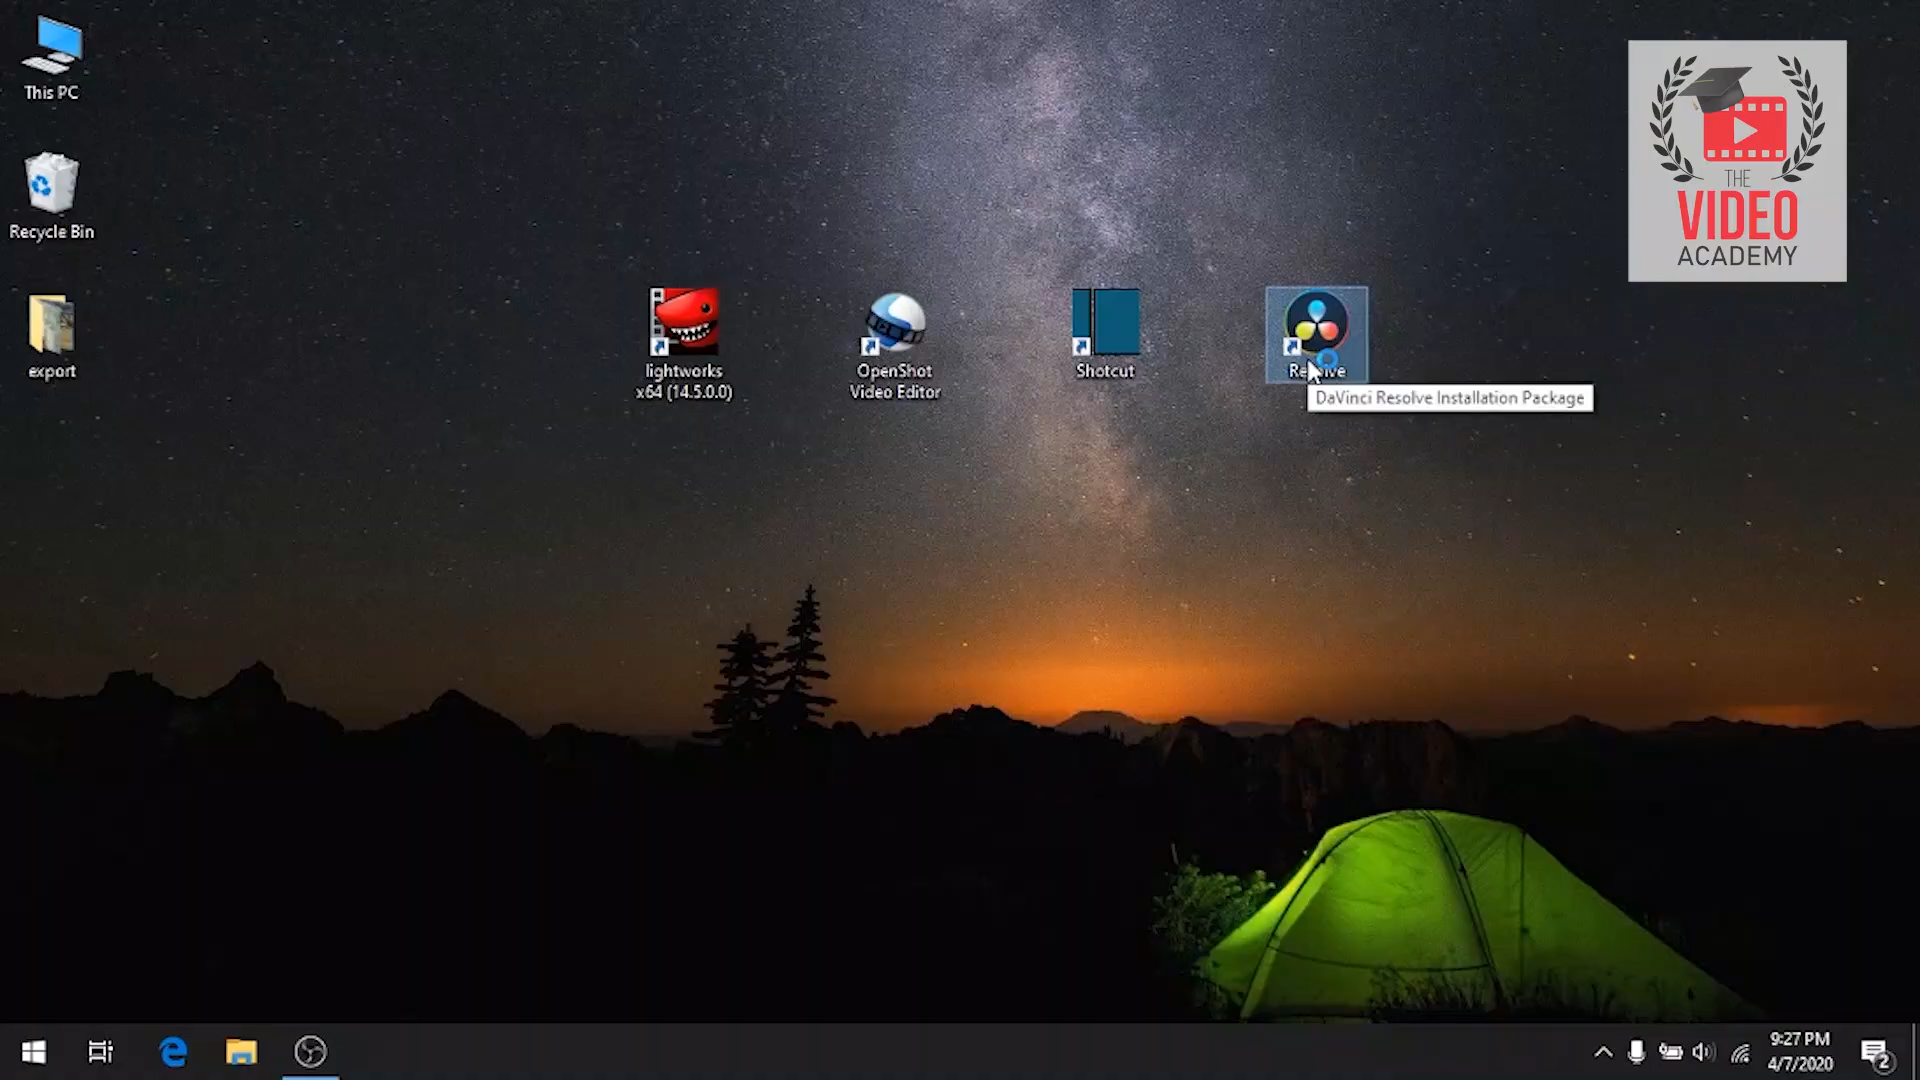 This PC
Recycle Bin
export
lightworks
x64 (14.5.0.0)
OpenShot
Video Editor
Shotcut
Resolve
DaVinci Resolve Installation Package
THE
VIDEO
ACADEMY
9:27 PM
4/7/2020
2